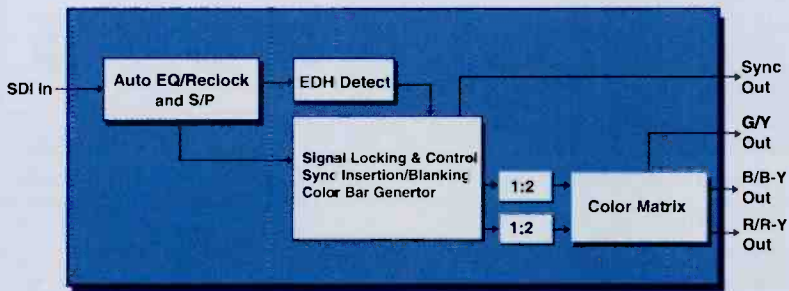 SDI In
Auto EQ/Reclock
and S/P
EDH Detect
Signal Locking & Control
Sync Insertion/Blanking
Color Bar Genertor
1:2
1:2
Color Matrix
Sync
Out
G/Y
Out
B/B-Y
Out
R/R-Y
Out